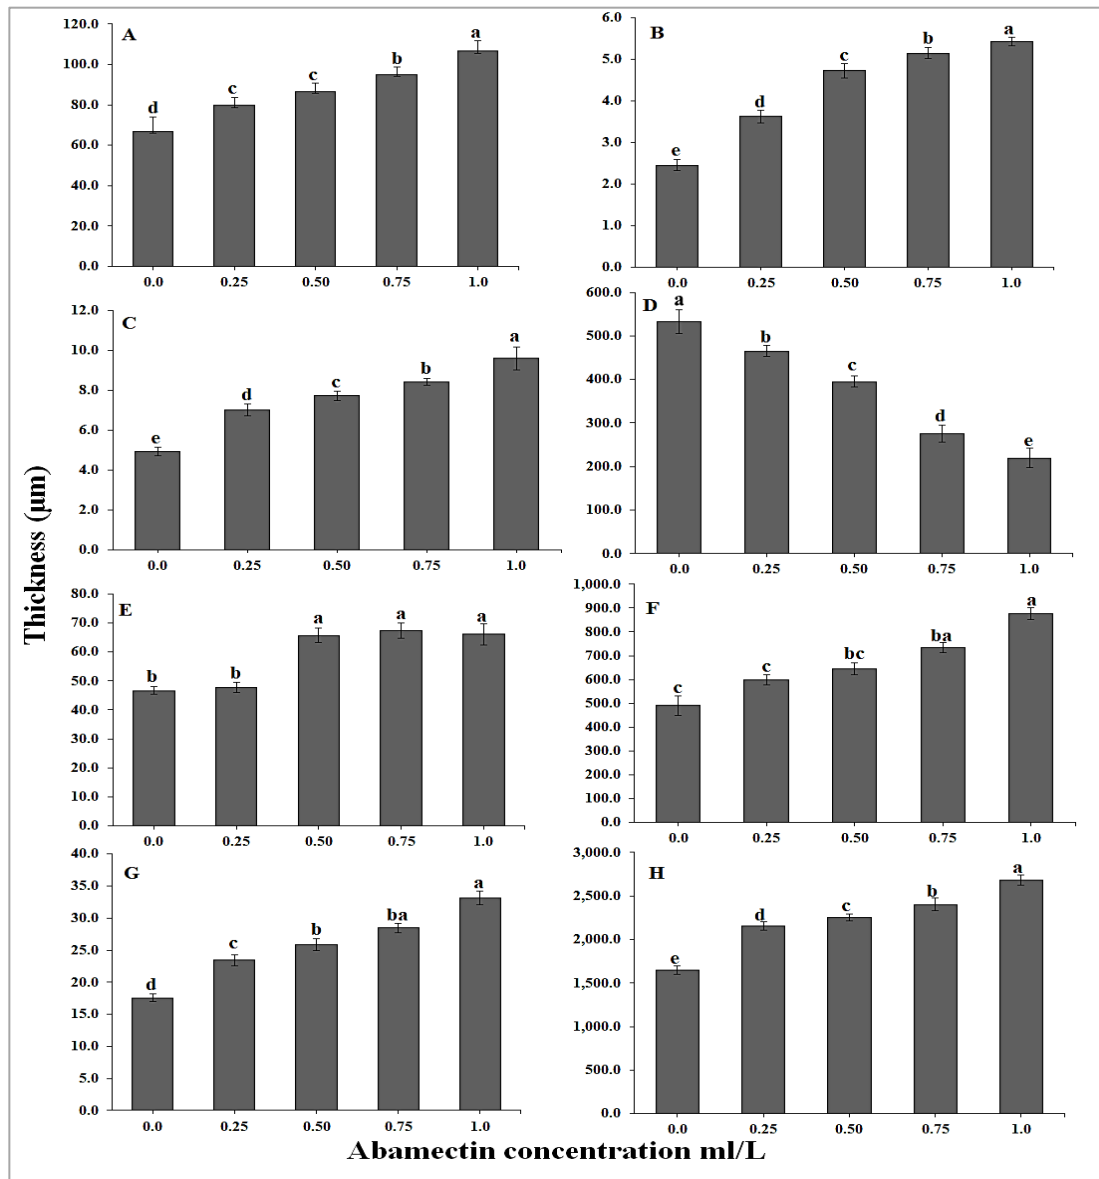 Thickness (µm)
A
120.0
100.0
80.0
60.0
40.0
20.0
0.0
d
c
c
b
a
0.0 0.25 0.50 0.75 1.0
B
6.0
5.0
4.0
3.0
2.0
1.0
0.0
e
d
c
b
a
0.0 0.25 0.50 0.75 1.0
C
12.0
10.0
8.0
6.0
4.0
2.0
0.0
e
d
c
b
a
0.0 0.25 0.50 0.75 1.0
D
600.0
500.0
400.0
300.0
200.0
100.0
0.0
a
b
c
d
e
0.0 0.25 0.50 0.75 1.0
E
80.0
70.0
60.0
50.0
40.0
30.0
20.0
10.0
0.0
b
b
a
a
a
0.0 0.25 0.50 0.75 1.0
F
1,000.0
900.0
800.0
700.0
600.0
500.0
400.0
300.0
200.0
100.0
0.0
c
c
bc
ba
a
0.0 0.25 0.50 0.75 1.0
G
40.0
35.0
30.0
25.0
20.0
15.0
10.0
5.0
0.0
d
c
b
ba
a
0.0 0.25 0.50 0.75 1.0
H
3,000.0
2,500.0
2,000.0
1,500.0
1,000.0
500.0
0.0
e
d
c
b
a
0.0 0.25 0.50 0.75 1.0
Abamectin concentration ml/L